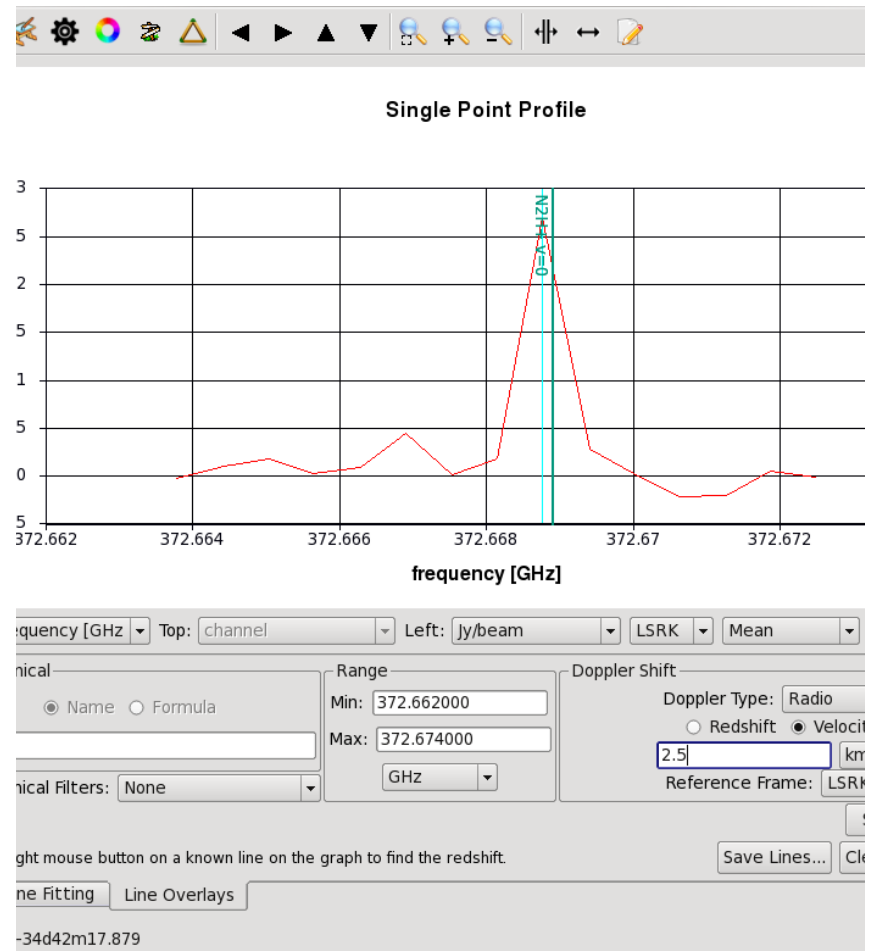 Single Point Profile
3
5
2
5
1
5
0
5
N2H+ v=0
372.662 372.664 372.666 372.668 372.67 372.672
frequency [GHz]
equency [GHz Top: channel Left: Jy/beam LSRK Mean
nical Range Doppler Shift
Name Formula Min: 372.662000 Doppler Type: Radio
Redshift Velocit
Max: 372.674000 2.5 km
nical Filters: None GHz Reference Frame: LSRK
ght mouse button on a known line on the graph to find the redshift. Save Lines... Cle
ne Fitting Line Overlays
-34d42m17.879